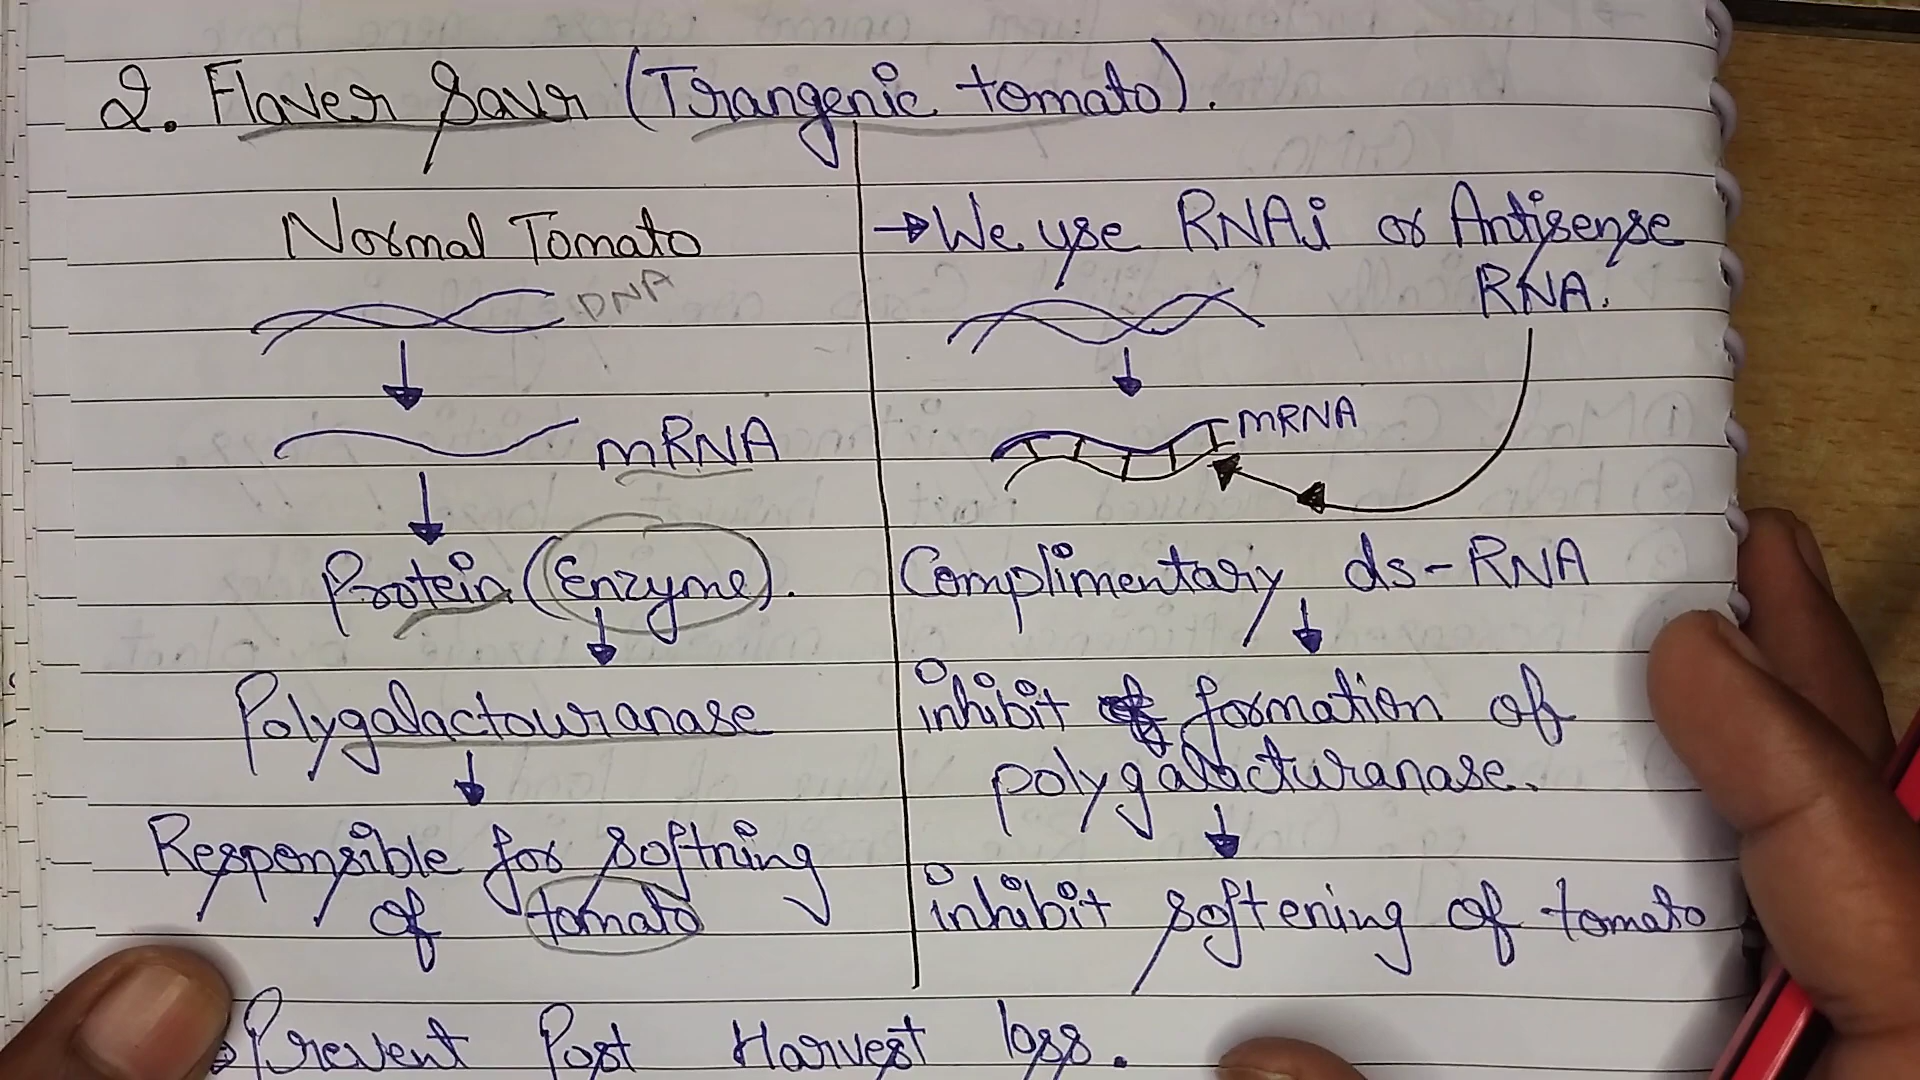 2. Flaver Savr (Trangenic tomato).
Normal Tomato
DNA
mRNA
Protein (Enzyme).
Polygalactouranase
Responsible for softning
of tomato
→ We use RNAi or Antisense
RNA.
mRNA
Complimentary ds-RNA
inhibit formation of
polygalacturanase.
inhibit softening of tomato
Prevent Post Harvest loss.